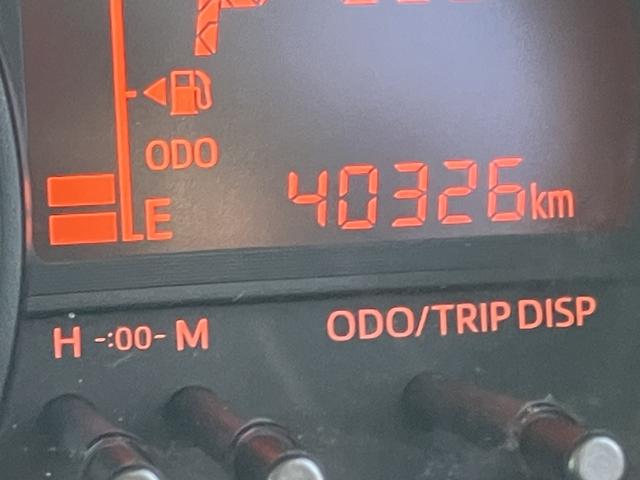 ODO
40326km
E
H -:00- M
ODO/TRIP DISP